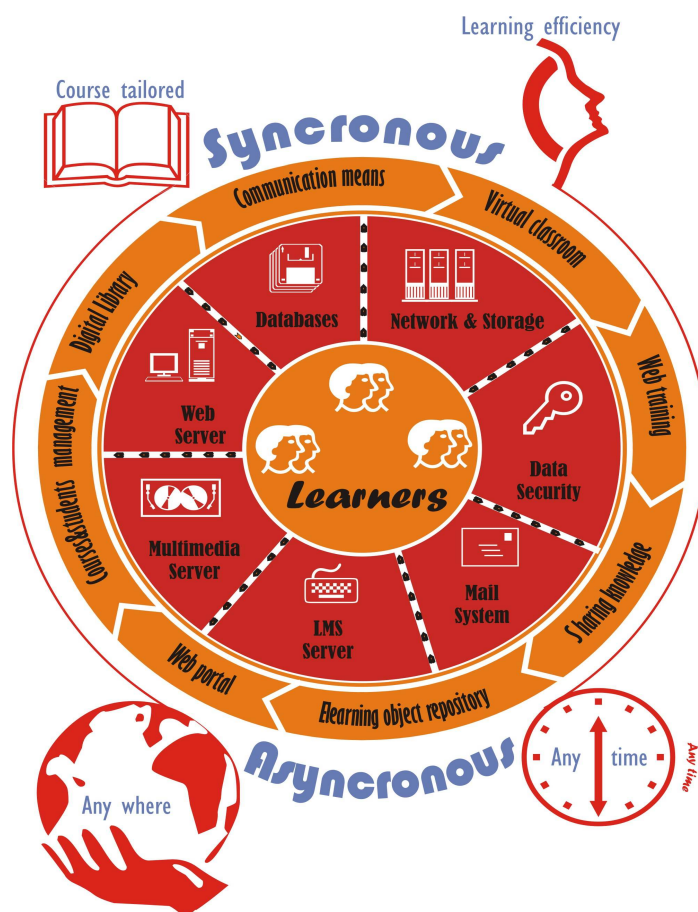 Learning efficiency
Course tailored
Syncronous
Communication means
Virtual classroom
Digital Library
Databases
Network & Storage
Web training
Web
Server
Data
Security
Learners
Courses&students management
Multimedia
Server
Mail
System
LMS
Server
Sharing knowledge
Web portal
Elearning object repository
Asyncronous
Any time
Any time
Any where